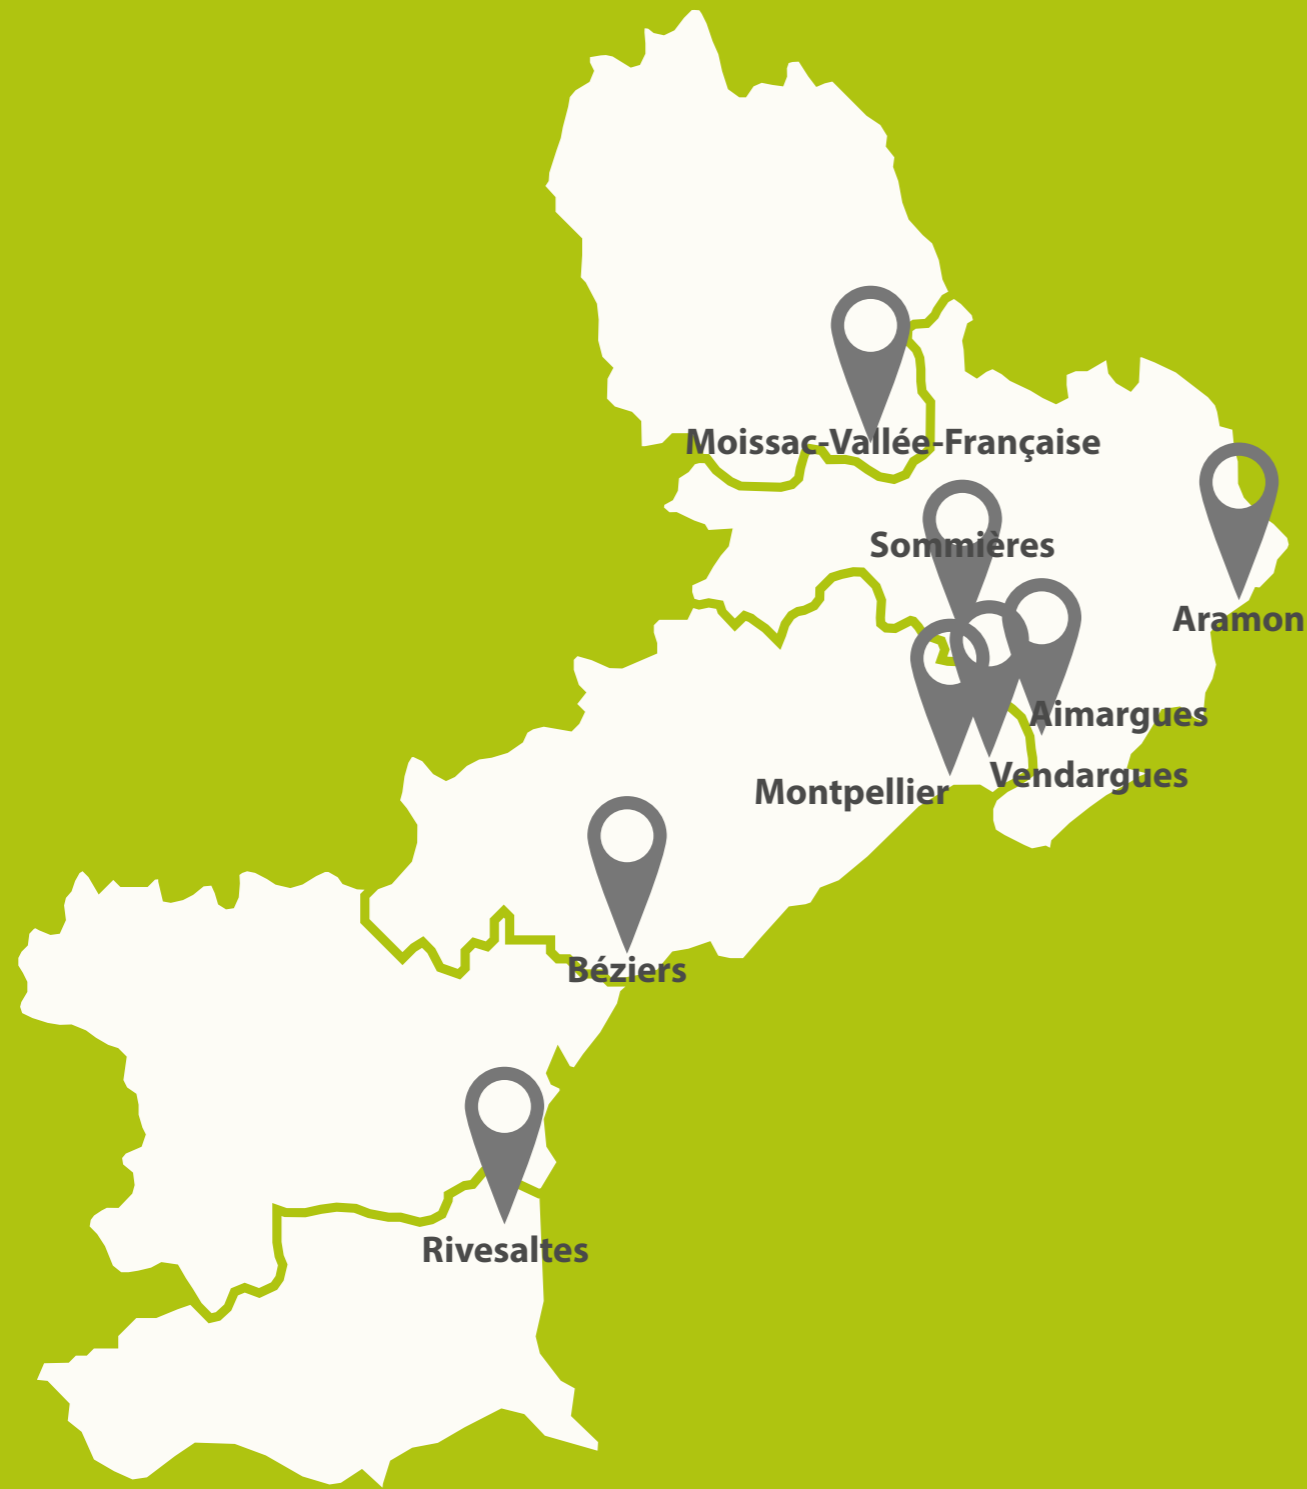 Moissac-Vallée-Française
Sommières
Aramon
Aimargues
Vendargues
Montpellier
Béziers
Rivesaltes